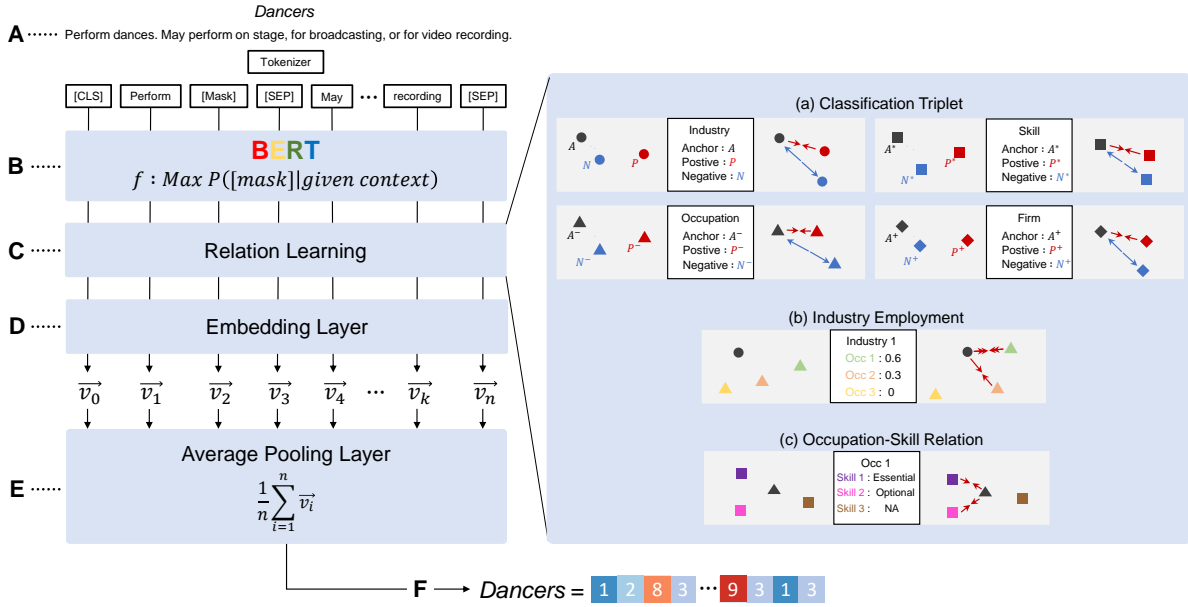 Dancers
A
Perform dances. May perform on stage, for broadcasting, or for video recording.
Tokenizer
[CLS] Perform [Mask] [SEP] May ··· recording [SEP]
B
BERT
f : Max P([mask]|given context)
C
Relation Learning
D
Embedding Layer
v₀ v₁ v₂ v₃ v₄ ··· vₖ vₙ
E
Average Pooling Layer
1/n ∑ᵢ₌₁ⁿ vᵢ
F
Dancers = 1 2 8 3 ··· 9 3 1 3
(a) Classification Triplet
A N P
Industry
Anchor : A
Postive : P
Negative : N
A* N* P*
Skill
Anchor : A*
Postive : P*
Negative : N*
A⁻ N⁻ P⁻
Occupation
Anchor : A⁻
Postive : P⁻
Negative : N⁻
A⁺ N⁺ P⁺
Firm
Anchor : A⁺
Postive : P⁺
Negative : N⁺
(b) Industry Employment
Industry 1
Occ 1 : 0.6
Occ 2 : 0.3
Occ 3 : 0
(c) Occupation-Skill Relation
Occ 1
Skill 1 : Essential
Skill 2 : Optional
Skill 3 : NA